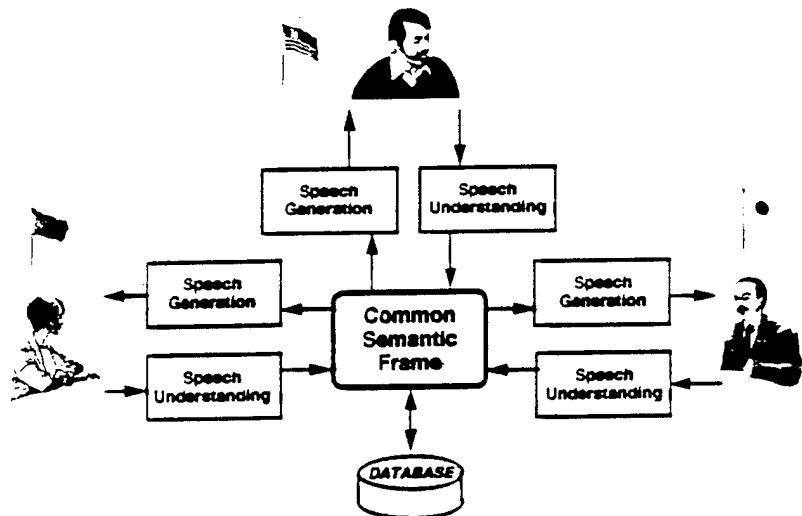 Speech
Generation
Speech
Understanding
Speech
Generation
Common
Semantic
Frame
Speech
Generation
Speech
Understanding
Speech
Understanding
DATABASE